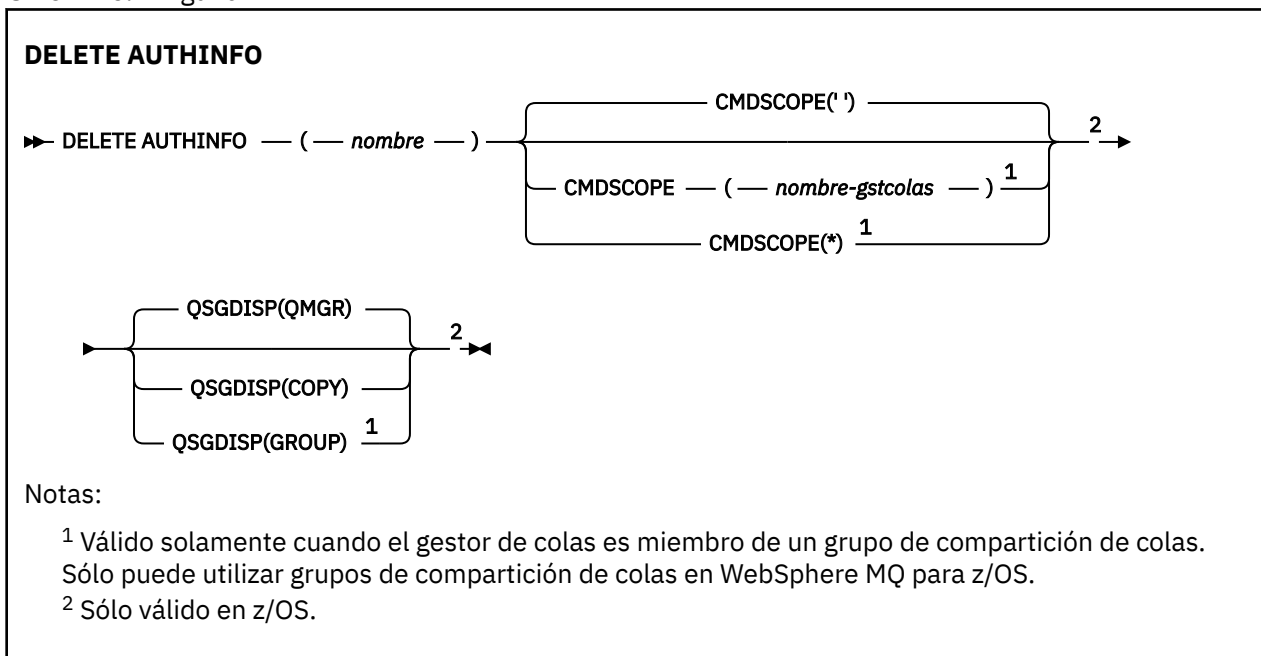 DELETE AUTHINFO
CMDSCOPE(' ')
DELETE AUTHINFO ( nombre ) 2
CMDSCOPE ( nombre-gstcolas ) 1
CMDSCOPE(*) 1
QSGDISP(QMGR)
2
QSGDISP(COPY)
QSGDISP(GROUP) 1
Notas:
1 Válido solamente cuando el gestor de colas es miembro de un grupo de compartición de colas.
Sólo puede utilizar grupos de compartición de colas en WebSphere MQ para z/OS.
2 Sólo válido en z/OS.